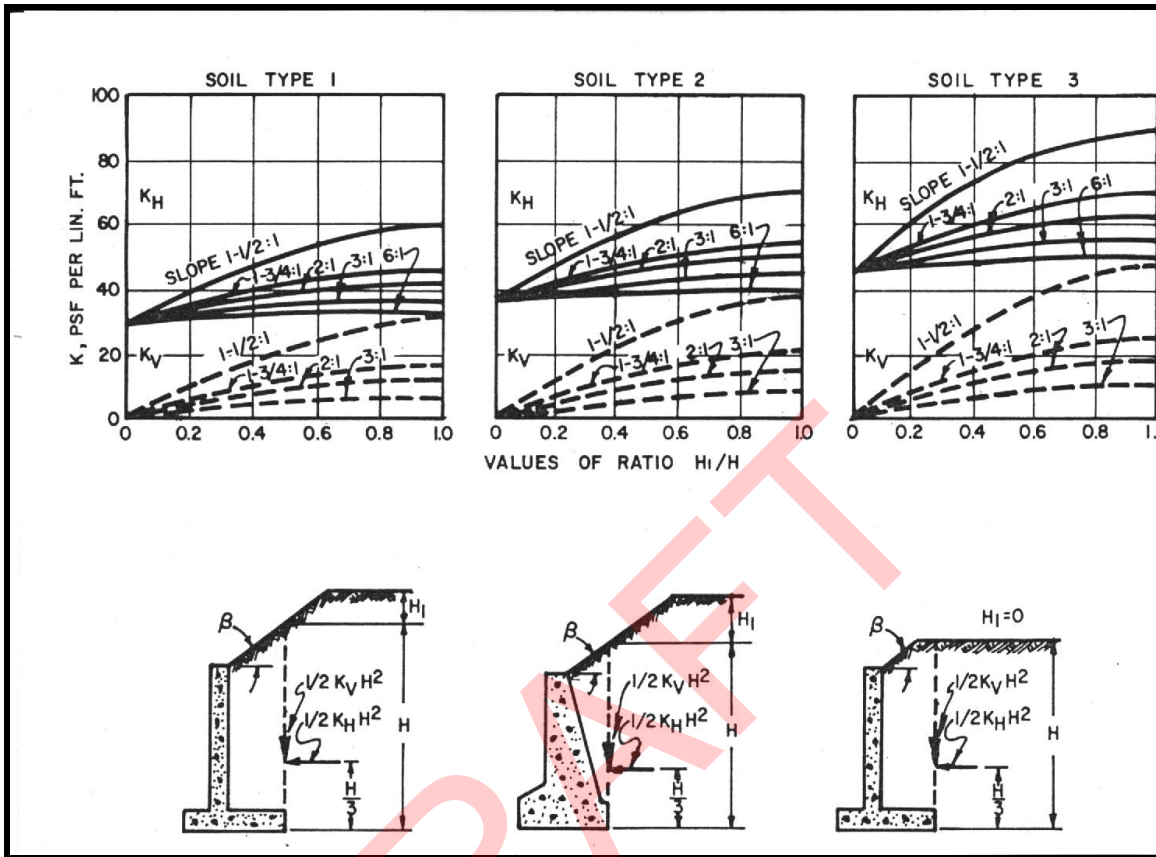 SOIL TYPE 1
SOIL TYPE 2
SOIL TYPE 3
K, PSF PER LIN. FT.
100
80
60
40
20
0
KH
SLOPE 1-1/2:1
1-3/4:1
2:1
3:1
6:1
KV
1-1/2:1
1-3/4:1
2:1
3:1
0 0.2 0.4 0.6 0.8 1.0
KH
SLOPE 1-1/2:1
1-3/4:1
2:1
3:1
6:1
KV
1-1/2:1
1-3/4:1
2:1
3:1
0 0.2 0.4 0.6 0.8 1.0
KH
SLOPE 1-1/2:1
1-3/4:1
2:1
3:1
6:1
KV
1-1/2:1
1-3/4:1
2:1
3:1
0 0.2 0.4 0.6 0.8 1.
VALUES OF RATIO H1/H
β
H1
1/2 KV H2
1/2 KH H2
H
H/3
β
H1
1/2 KV H2
1/2 KH H2
H
H/3
β
H1=0
1/2 KV H2
1/2 KH H2
H
H/3
RAFT